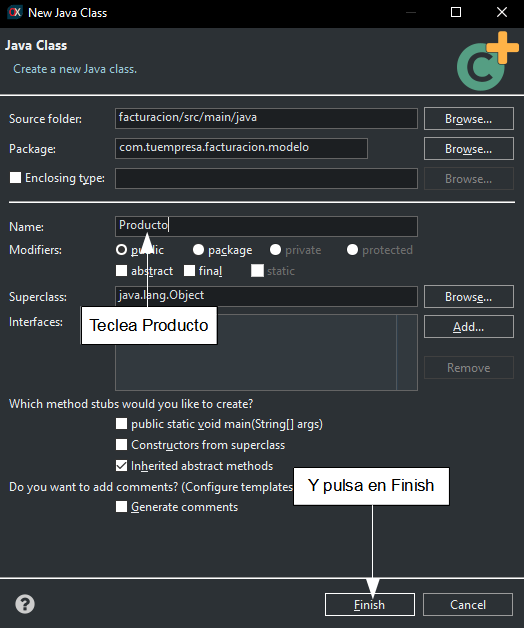 OX New Java Class
Java Class
Create a new Java class.
C
Source folder: facturacion/src/main/java Browse...
Package: com.tuempresa.facturacion.modelo Browse...
Enclosing type: Browse...
Name: Producto
Modifiers: public package private protected
abstract final static
Superclass: java.lang.Object Browse...
Teclea Producto
Interfaces: Add...
Remove
Which method stubs would you like to create?
public static void main(String[] args)
Constructors from superclass
Inherited abstract methods
Do you want to add comments? (Configure templates
Y pulsa en Finish
Generate comments
? Finish Cancel